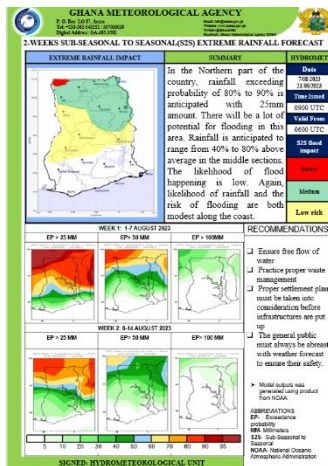 GHANA METEOROLOGICAL AGENCY
2-WEEKS SUB-SEASONAL TO SEASONAL(S2S) EXTREME RAINFALL FORECAST
EXTREME RAINFALL IMPACT
SUMMARY
In the Northern part of the
country, rainfall exceeding
probability of 80% to 90% is
anticipated with 25mm
amount. There will be a lot of
potential for flooding in this
area. Rainfall is anticipated to
range from 40% to 80% above
average in the middle sections.
The likelihood of flood
happening is low. Again,
likelihood of rainfall and the
risk of flooding are both
modest along the coast.
HYDROMET
Date
Time Issued
0900 UTC
Valid From
0600 UTC
S2S flood
impact
Medium
Low risk
WEEK 1: 1-7 AUGUST 2023
EP> 25 MM
EP> 50 MM
EP> 100MM
WEEK 2: 8-14 AUGUST 2023
EP > 25 MM
EP> 50 MM
EP> 100 MM
5 10 20 30 40 50 60 70 80 90 95
RECOMMENDATIONS
Ensure free flow of
water
Practice proper waste
management
Proper settlement plan
must be taken into
consideration before
infrastructures are put
up
The general public
must always be abreast
with weather forecast
to ensure their safety.
Model outputs was
generated using product
from NOAA.
ABBREVIATIONS
EP- Exceedance
probability
MM- Millimeters
S2S- Sub-Seasonal to
Seasonal
NOAA- National Oceanic
Atmospheric Administration
SIGNED: HYDROMETEOROLOGICAL UNIT